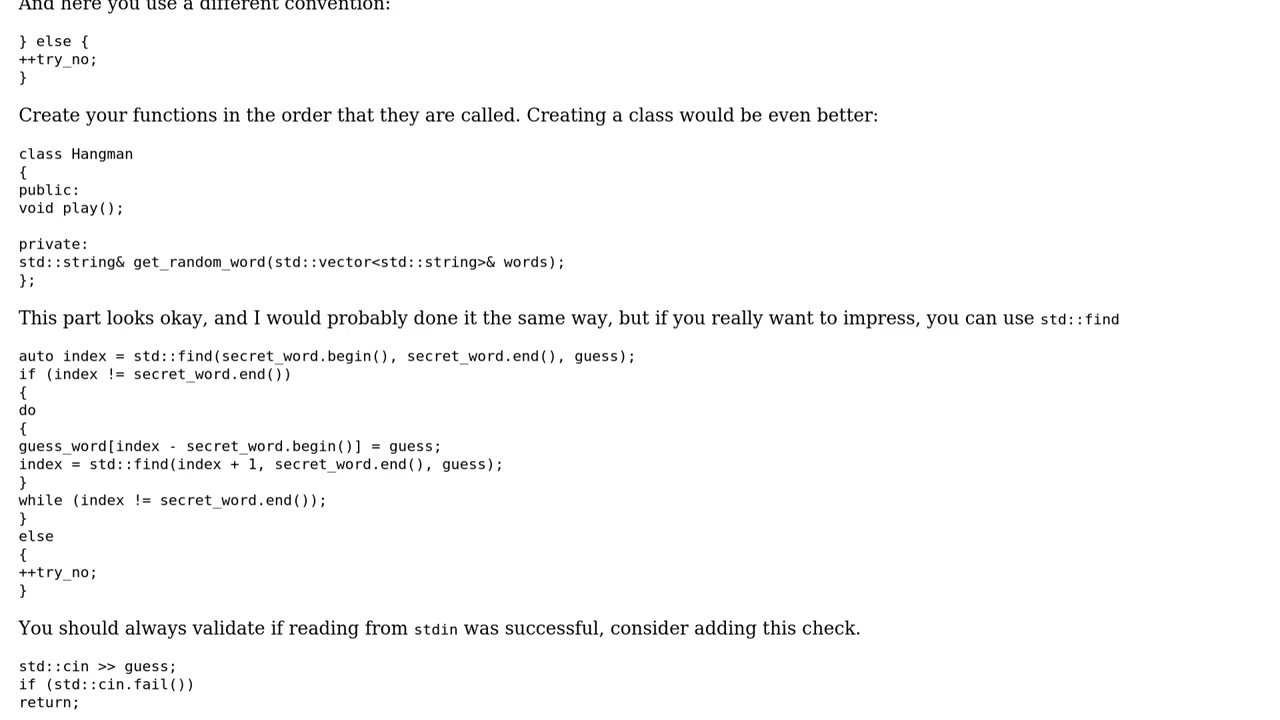 And here you use a different convention:
} else {
++try_no;
}
Create your functions in the order that they are called. Creating a class would be even better:
class Hangman
{
public:
void play();
private:
std::string& get_random_word(std::vector<std::string>& words);
};
This part looks okay, and I would probably done it the same way, but if you really want to impress, you can use std::find
auto index = std::find(secret_word.begin(), secret_word.end(), guess);
if (index != secret_word.end())
{
do
{
guess_word[index - secret_word.begin()] = guess;
index = std::find(index + 1, secret_word.end(), guess);
}
while (index != secret_word.end());
}
else
{
++try_no;
}
You should always validate if reading from stdin was successful, consider adding this check.
std::cin >> guess;
if (std::cin.fail())
return;